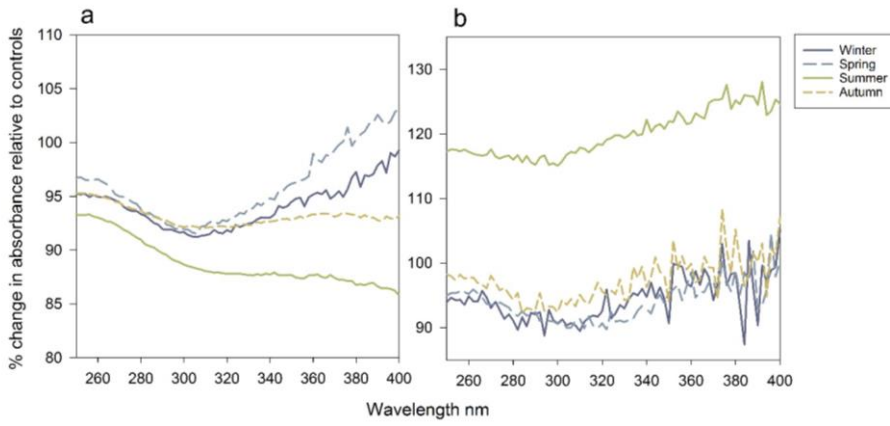 a
b
% change in absorbance relative to controls
110
105
100
95
90
85
80
260 280 300 320 340 360 380 400
130
120
110
100
90
260 280 300 320 340 360 380 400
Wavelength nm
Winter
Spring
Summer
Autumn